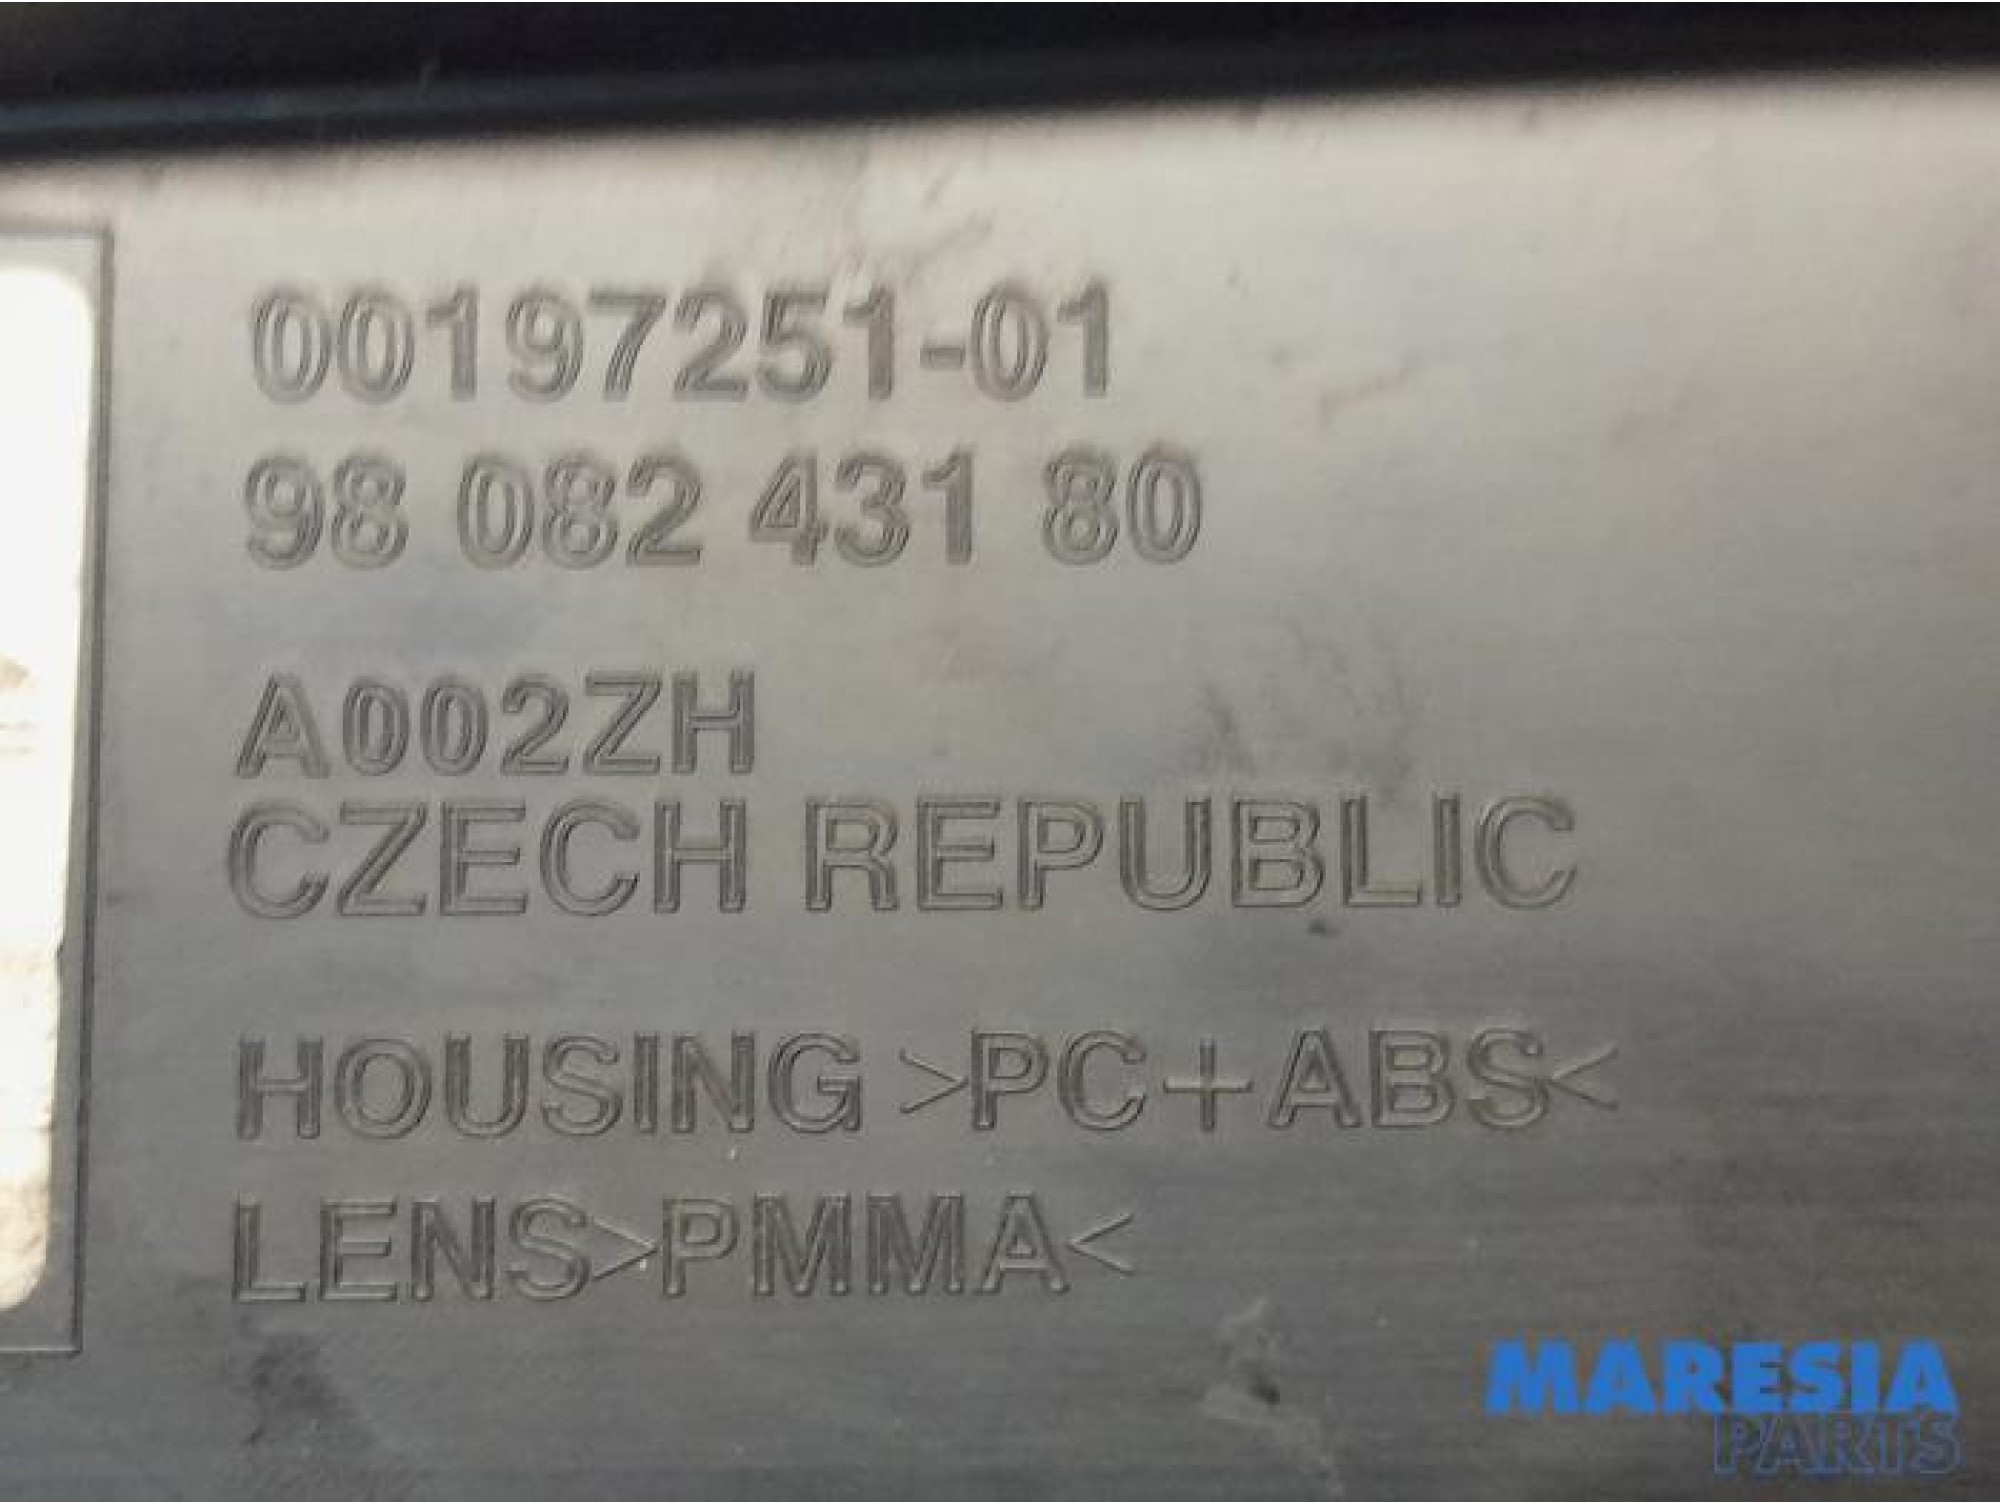 00197251-01
98 082 431 80
A002ZH
CZECH REPUBLIC
HOUSING >PC+ABS<
LENS>PMMA<
MARESIA
PARTS